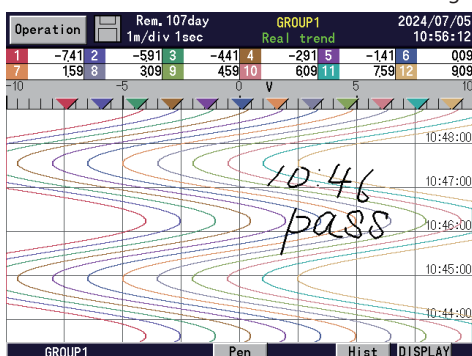 Operation Rem.107day GROUP1 2024/07/05
1m/div 1sec Real trend 10:56:12
1 -7.41 2 -5.91 3 -4.41 4 -2.91 5 -1.41 6 0.09
7 1.59 8 3.09 9 4.59 10 6.09 11 7.59 12 9.09
-10 -5 0 V 5 10
10:48:00
10:47:00
10:46:00
10:45:00
10:44:00
10:46
pass
GROUP1 Pen Hist DISPLAY